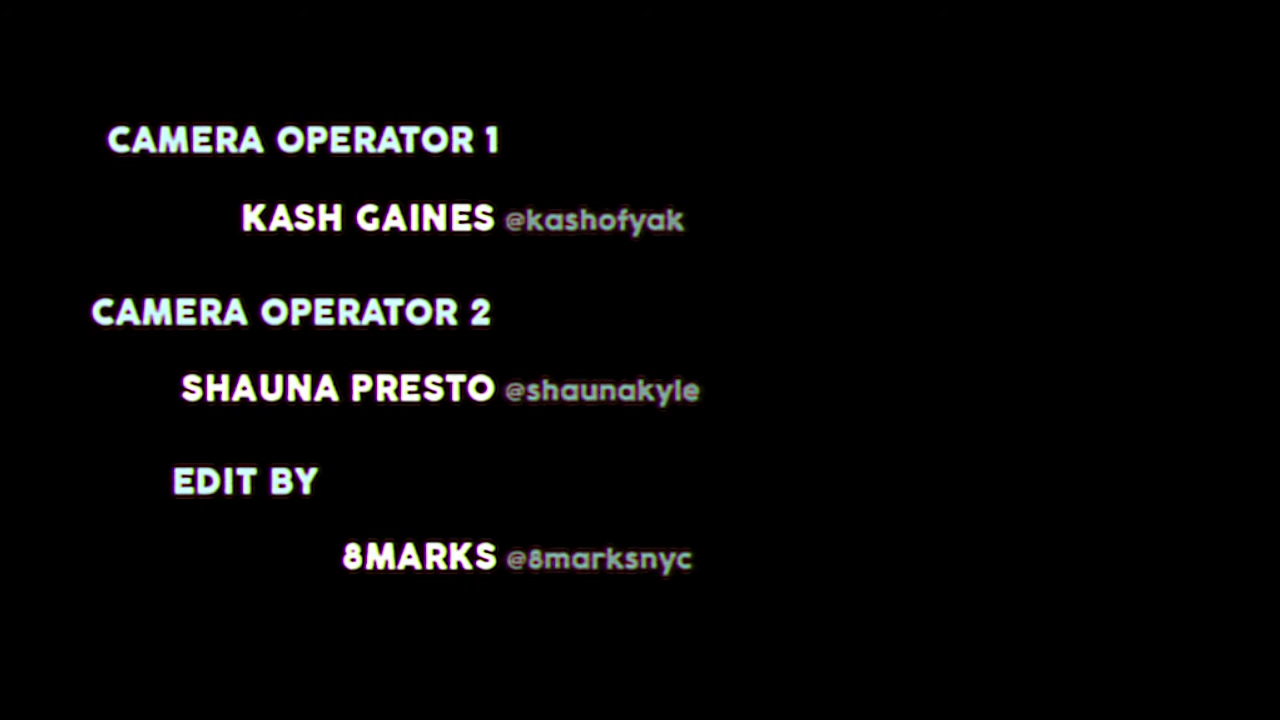 CAMERA OPERATOR 1
KASH GAINES @kashofyak
CAMERA OPERATOR 2
SHAUNA PRESTO @shaunakyle
EDIT BY
8MARKS @8marksnyc